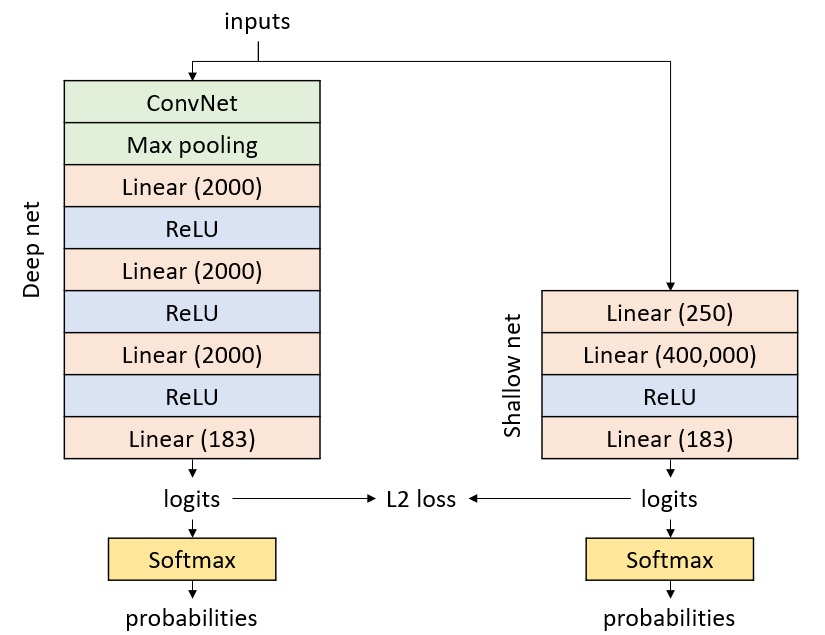 inputs
Deep net
ConvNet
Max pooling
Linear (2000)
ReLU
Linear (2000)
ReLU
Linear (2000)
ReLU
Linear (183)
Shallow net
Linear (250)
Linear (400,000)
ReLU
Linear (183)
logits
L2 loss
logits
Softmax
Softmax
probabilities
probabilities